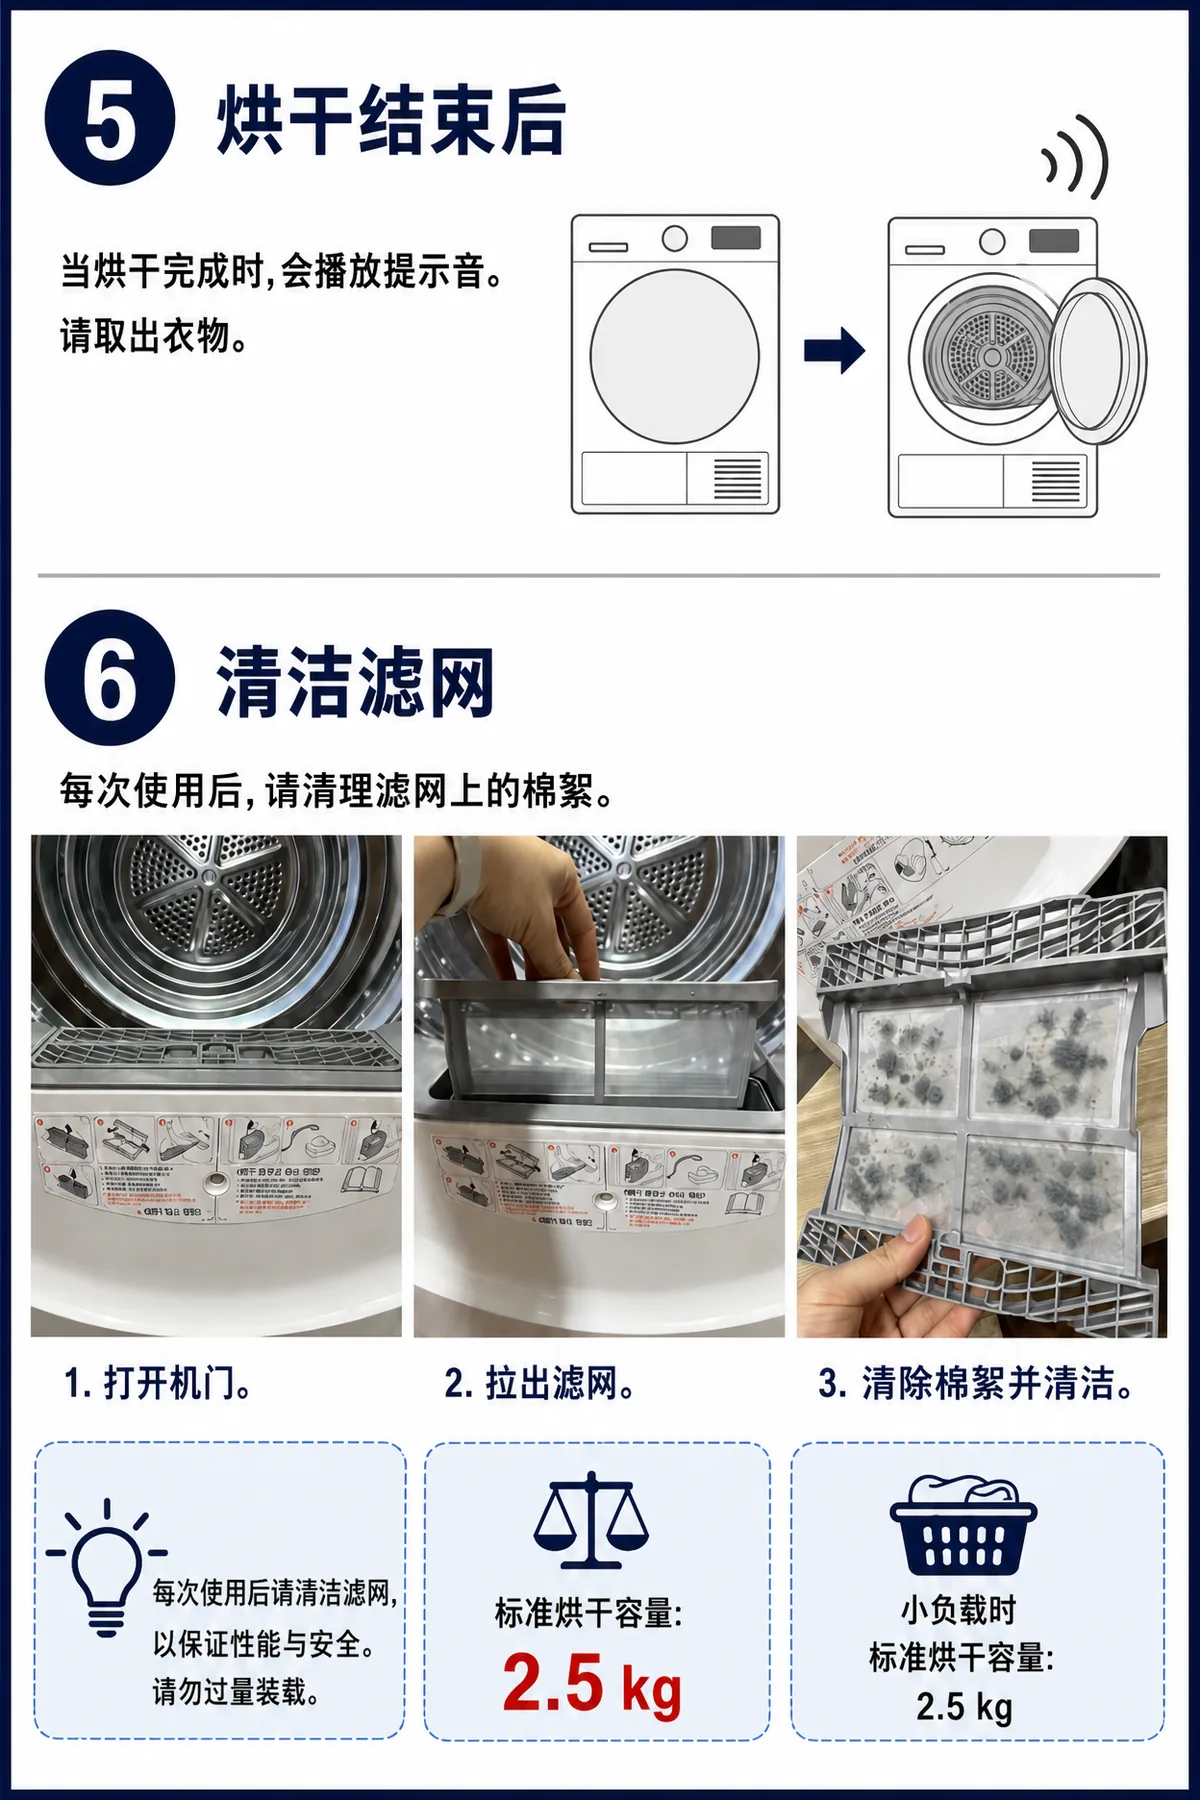 5 烘干结束后
当烘干完成时,会播放提示音。
请取出衣物。
6 清洁滤网
每次使用后,请清理滤网上的棉絮。
1. 打开机门。
2. 拉出滤网。
3. 清除棉絮并清洁。
每次使用后请清洁滤网,
以保证性能与安全。
请勿过量装载。
标准烘干容量:
2.5 kg
小负载时
标准烘干容量:
2.5 kg